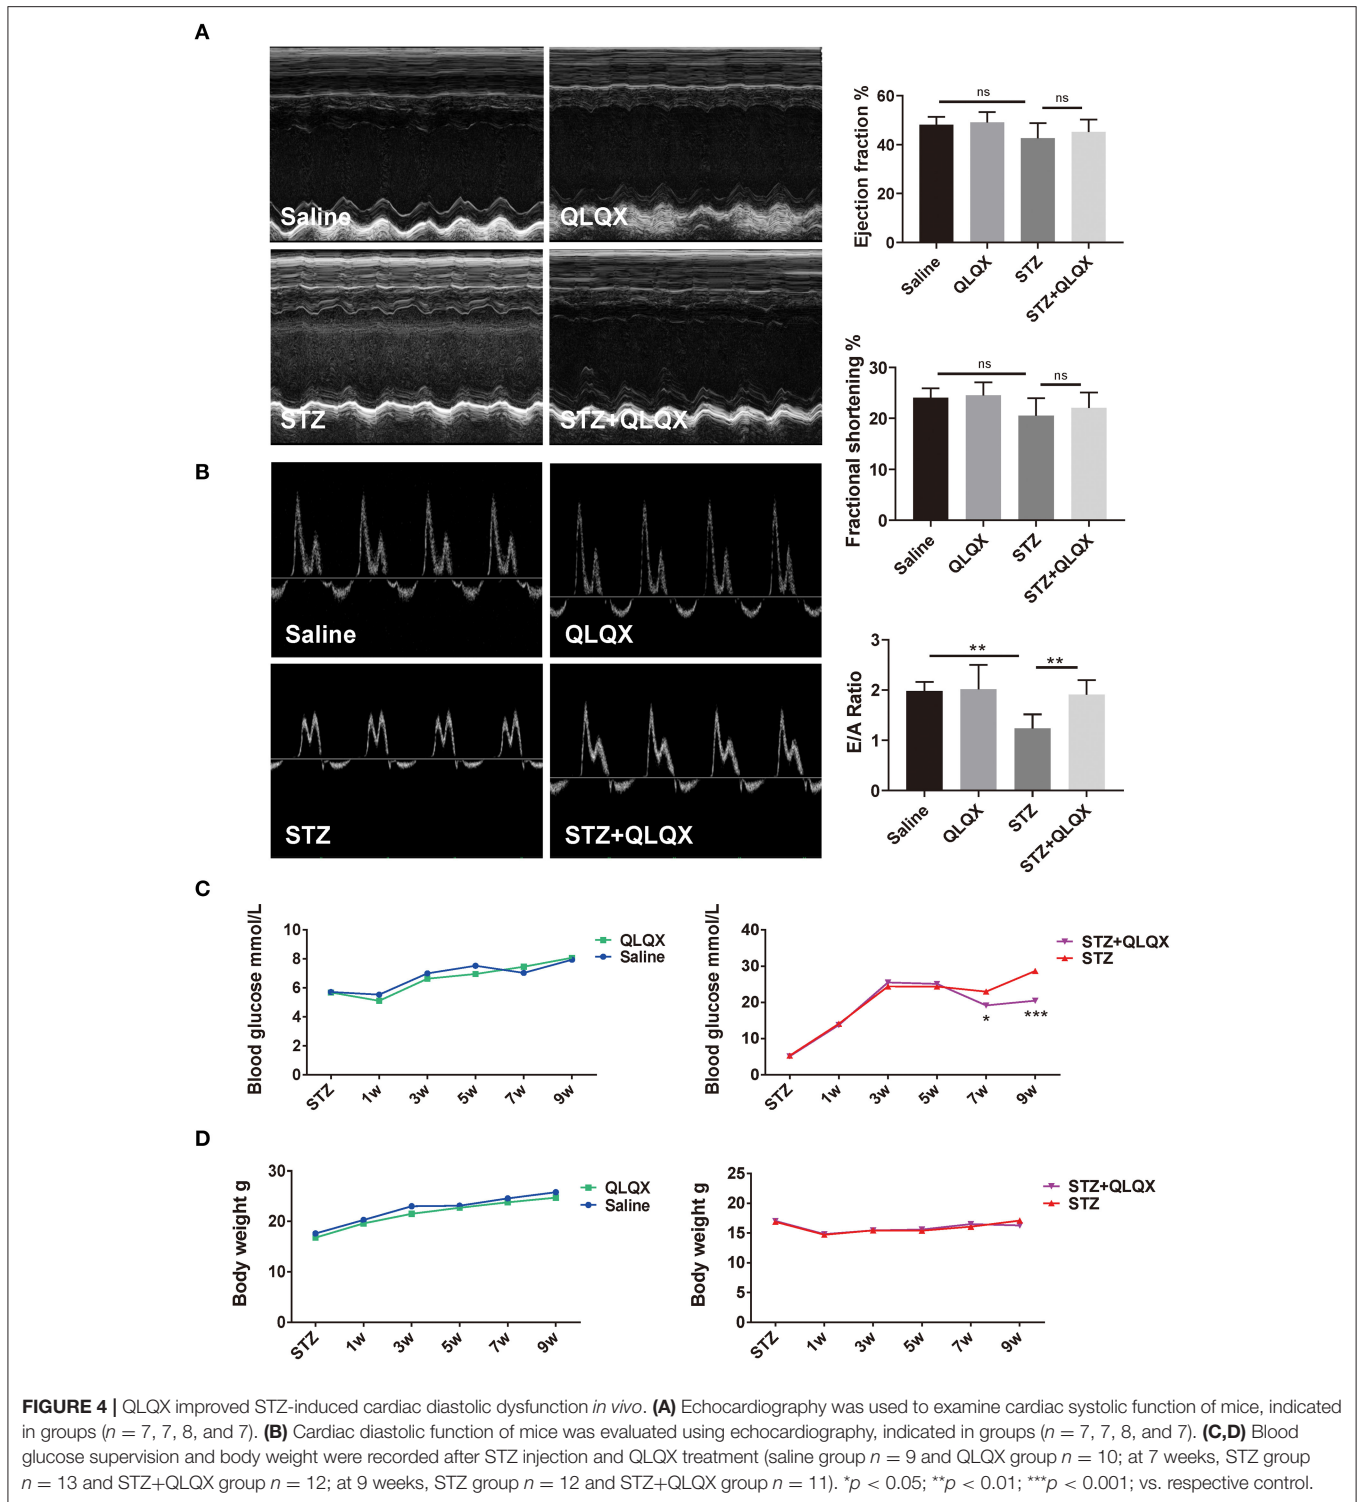 A
Saline
QLQX
STZ
STZ+QLQX
Ejection fraction %
60
40
20
0
ns
ns
Saline
QLQX
STZ
STZ+QLQX
Fractional shortening %
30
20
10
0
ns
ns
Saline
QLQX
STZ
STZ+QLQX
B
Saline
QLQX
STZ
STZ+QLQX
E/A Ratio
3
2
1
0
**
**
Saline
QLQX
STZ
STZ+QLQX
C
Blood glucose mmol/L
10
8
6
4
2
0
STZ
1w
3w
5w
7w
9w
QLQX
Saline
Blood glucose mmol/L
40
30
20
10
0
STZ
1w
3w
5w
7w
9w
*
***
STZ+QLQX
STZ
D
Body weight g
30
20
10
0
STZ
1w
3w
5w
7w
9w
QLQX
Saline
Body weight g
25
20
15
10
5
0
STZ
1w
3w
5w
7w
9w
STZ+QLQX
STZ
FIGURE 4 | QLQX improved STZ-induced cardiac diastolic dysfunction in vivo. (A) Echocardiography was used to examine cardiac systolic function of mice, indicated
in groups (n = 7, 7, 8, and 7). (B) Cardiac diastolic function of mice was evaluated using echocardiography, indicated in groups (n = 7, 7, 8, and 7). (C,D) Blood
glucose supervision and body weight were recorded after STZ injection and QLQX treatment (saline group n = 9 and QLQX group n = 10; at 7 weeks, STZ group
n = 13 and STZ+QLQX group n = 12; at 9 weeks, STZ group n = 12 and STZ+QLQX group n = 11). *p < 0.05; **p < 0.01; ***p < 0.001; vs. respective control.